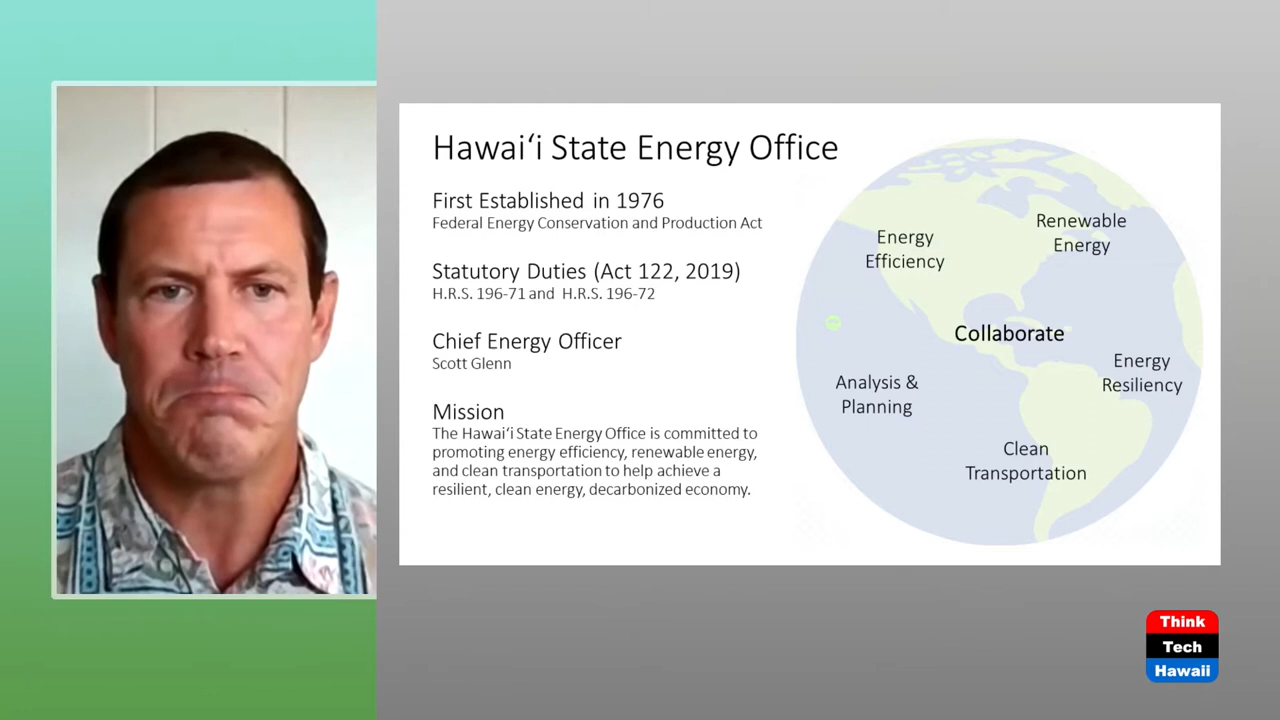 Hawai‘i State Energy Office
First Established in 1976
Federal Energy Conservation and Production Act
Statutory Duties (Act 122, 2019)
H.R.S. 196-71 and H.R.S. 196-72
Chief Energy Officer
Scott Glenn
Mission
The Hawai‘i State Energy Office is committed to
promoting energy efficiency, renewable energy,
and clean transportation to help achieve a
resilient, clean energy, decarbonized economy.
Energy
Efficiency
Renewable
Energy
Collaborate
Analysis &
Planning
Energy
Resiliency
Clean
Transportation
Think
Tech
Hawaii